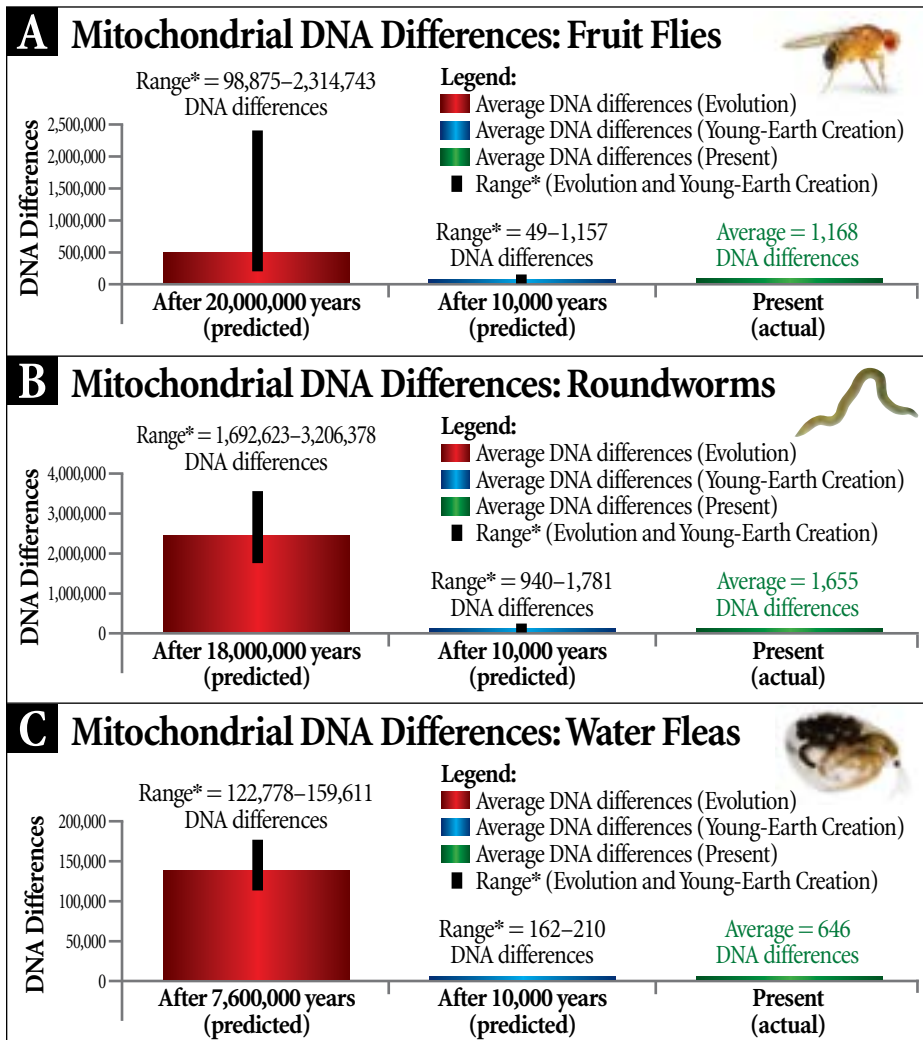 A Mitochondrial DNA Differences: Fruit Flies
Range* = 98,875–2,314,743
DNA differences
Legend:
Average DNA differences (Evolution)
Average DNA differences (Young-Earth Creation)
Average DNA differences (Present)
Range* (Evolution and Young-Earth Creation)
DNA Differences
2,500,000
2,000,000
1,500,000
1,000,000
500,000
0
Range* = 49–1,157
DNA differences
Average = 1,168
DNA differences
After 20,000,000 years
(predicted)
After 10,000 years
(predicted)
Present
(actual)
B Mitochondrial DNA Differences: Roundworms
Range* = 1,692,623–3,206,378
DNA differences
Legend:
Average DNA differences (Evolution)
Average DNA differences (Young-Earth Creation)
Average DNA differences (Present)
Range* (Evolution and Young-Earth Creation)
DNA Differences
4,000,000
3,000,000
2,000,000
1,000,000
0
Range* = 940–1,781
DNA differences
Average = 1,655
DNA differences
After 18,000,000 years
(predicted)
After 10,000 years
(predicted)
Present
(actual)
C Mitochondrial DNA Differences: Water Fleas
Range* = 122,778–159,611
DNA differences
Legend:
Average DNA differences (Evolution)
Average DNA differences (Young-Earth Creation)
Average DNA differences (Present)
Range* (Evolution and Young-Earth Creation)
DNA Differences
200,000
150,000
100,000
50,000
0
Range* = 162–210
DNA differences
Average = 646
DNA differences
After 7,600,000 years
(predicted)
After 10,000 years
(predicted)
Present
(actual)